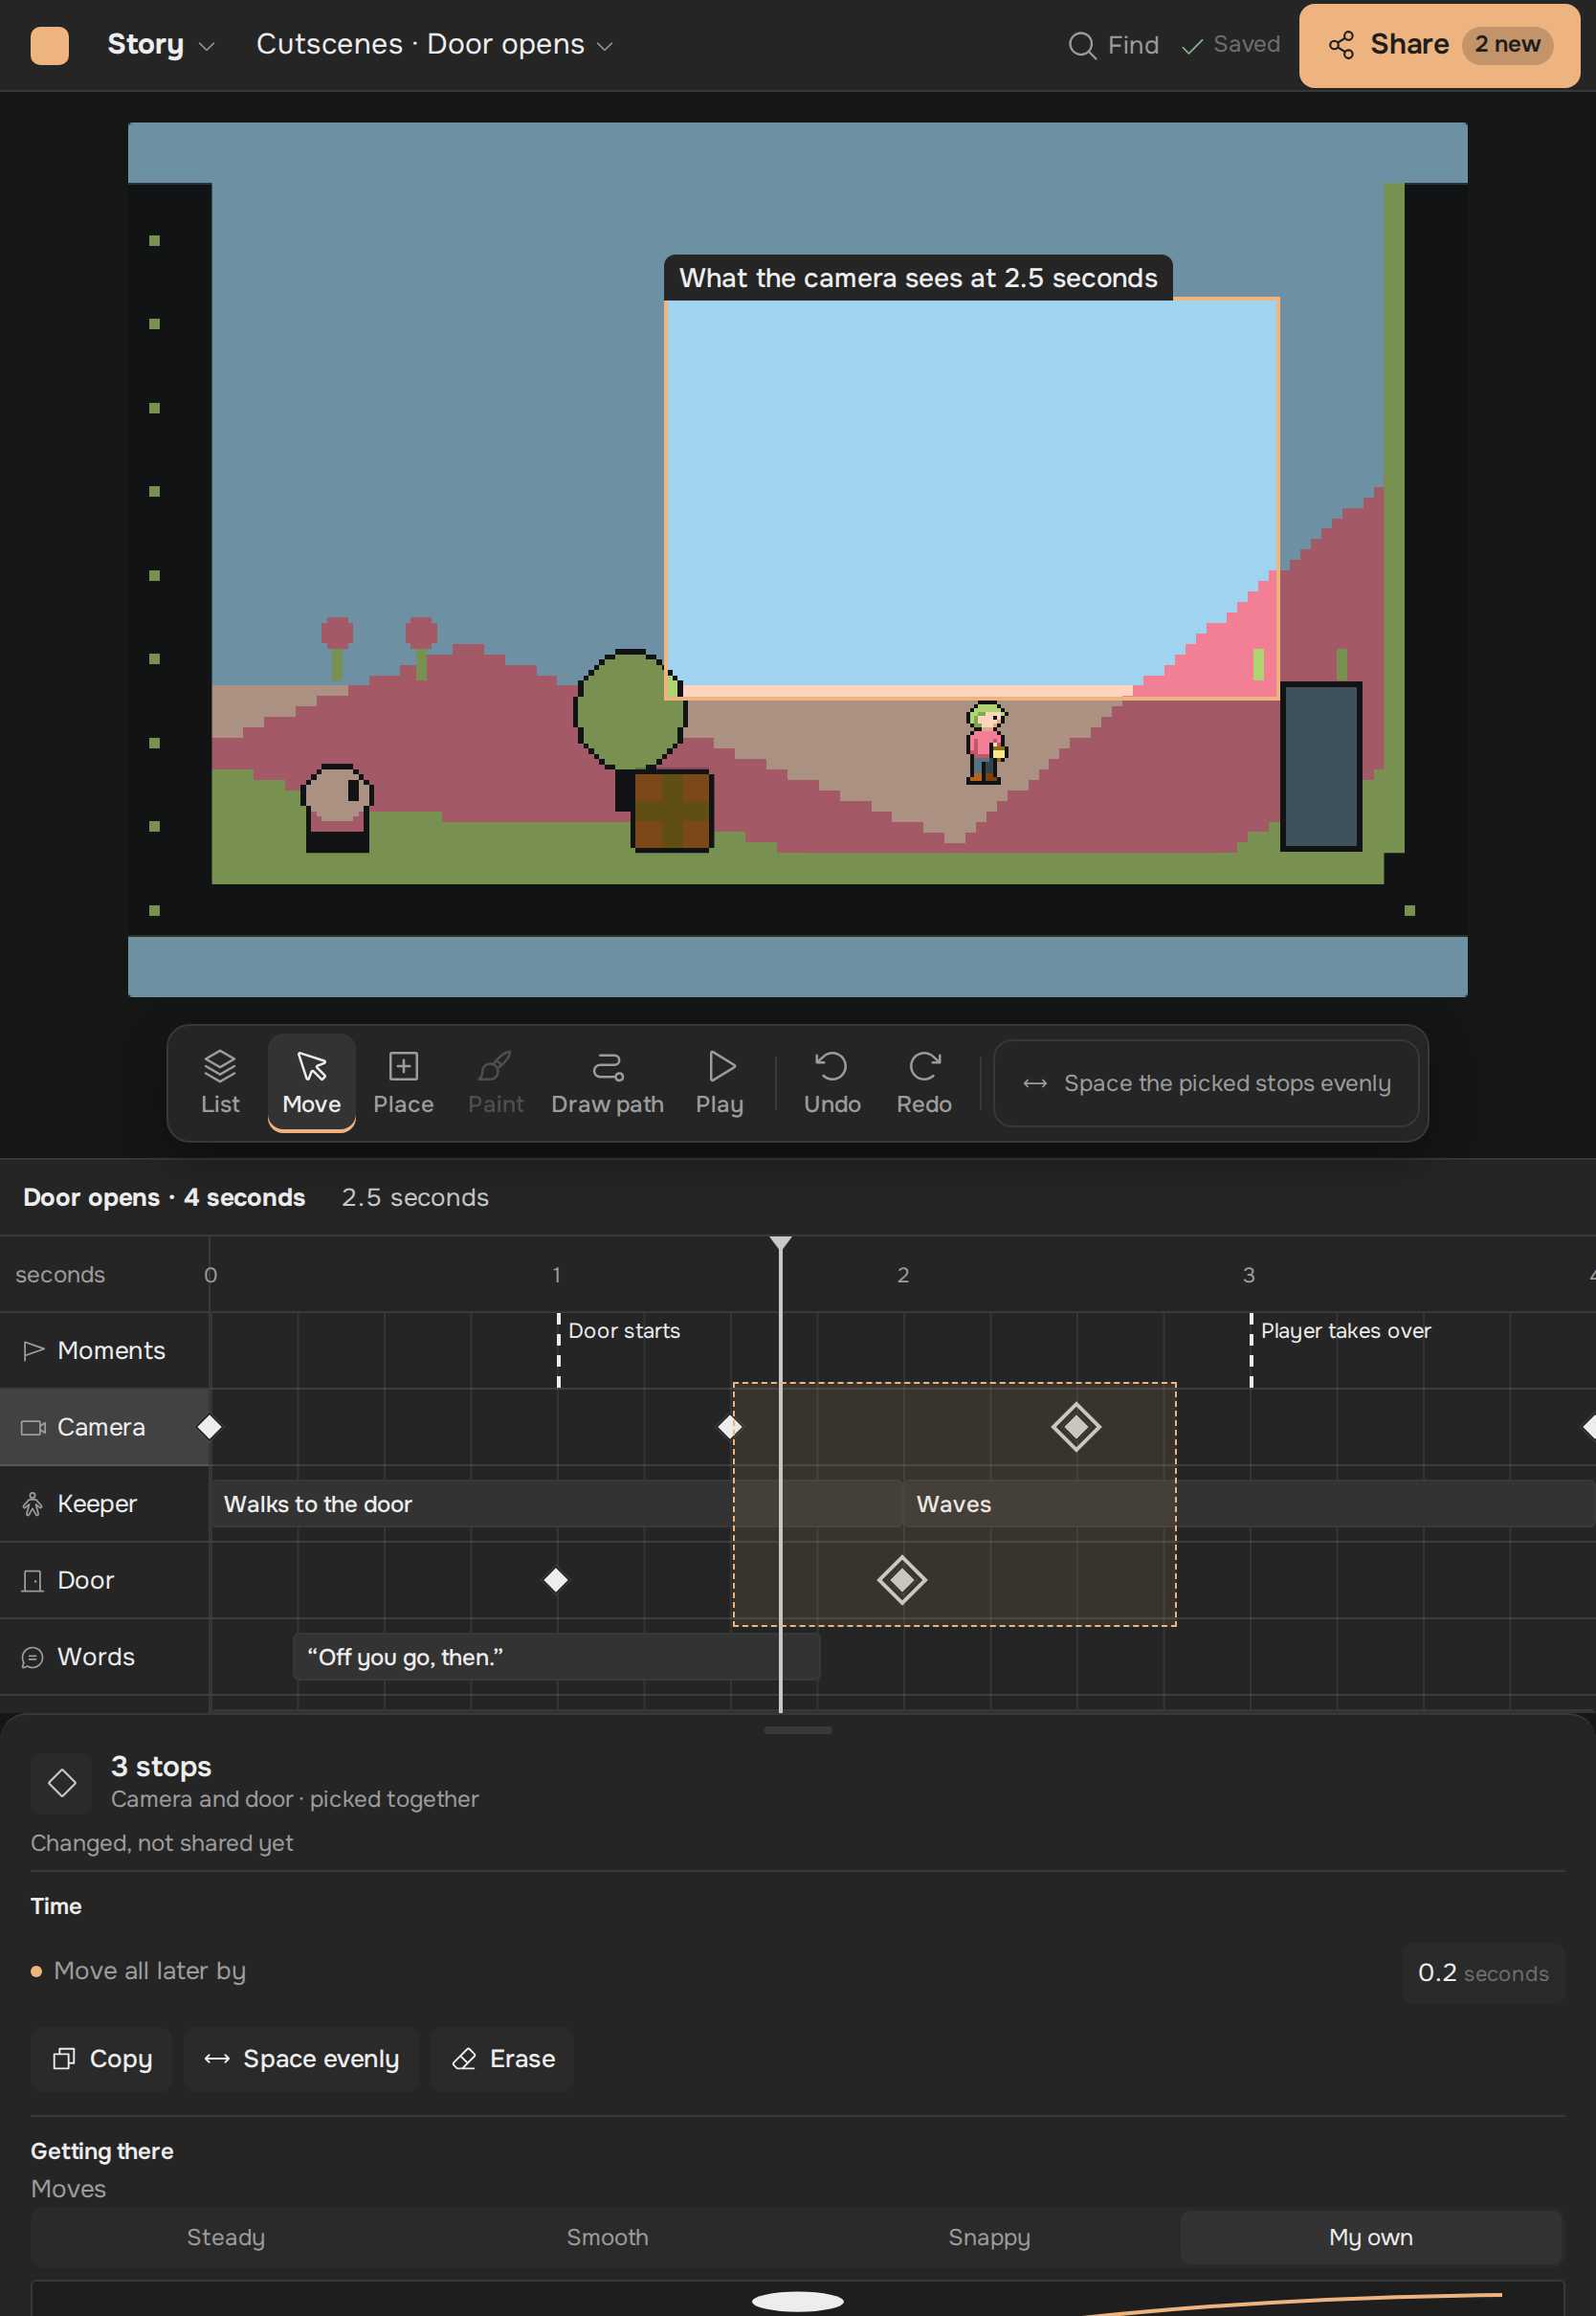 Story
Cutscenes · Door opens
Find
Saved
Share
2 new
What the camera sees at 2.5 seconds
List
Move
Place
Paint
Draw path
Play
Undo
Redo
Space the picked stops evenly
Door opens · 4 seconds
2.5 seconds
seconds
0
1
2
3
4
Moments
Door starts
Player takes over
Camera
Keeper
Walks to the door
Waves
Door
Words
“Off you go, then.”
3 stops
Camera and door · picked together
Changed, not shared yet
Time
Move all later by
0.2 seconds
Copy
Space evenly
Erase
Getting there
Moves
Steady
Smooth
Snappy
My own